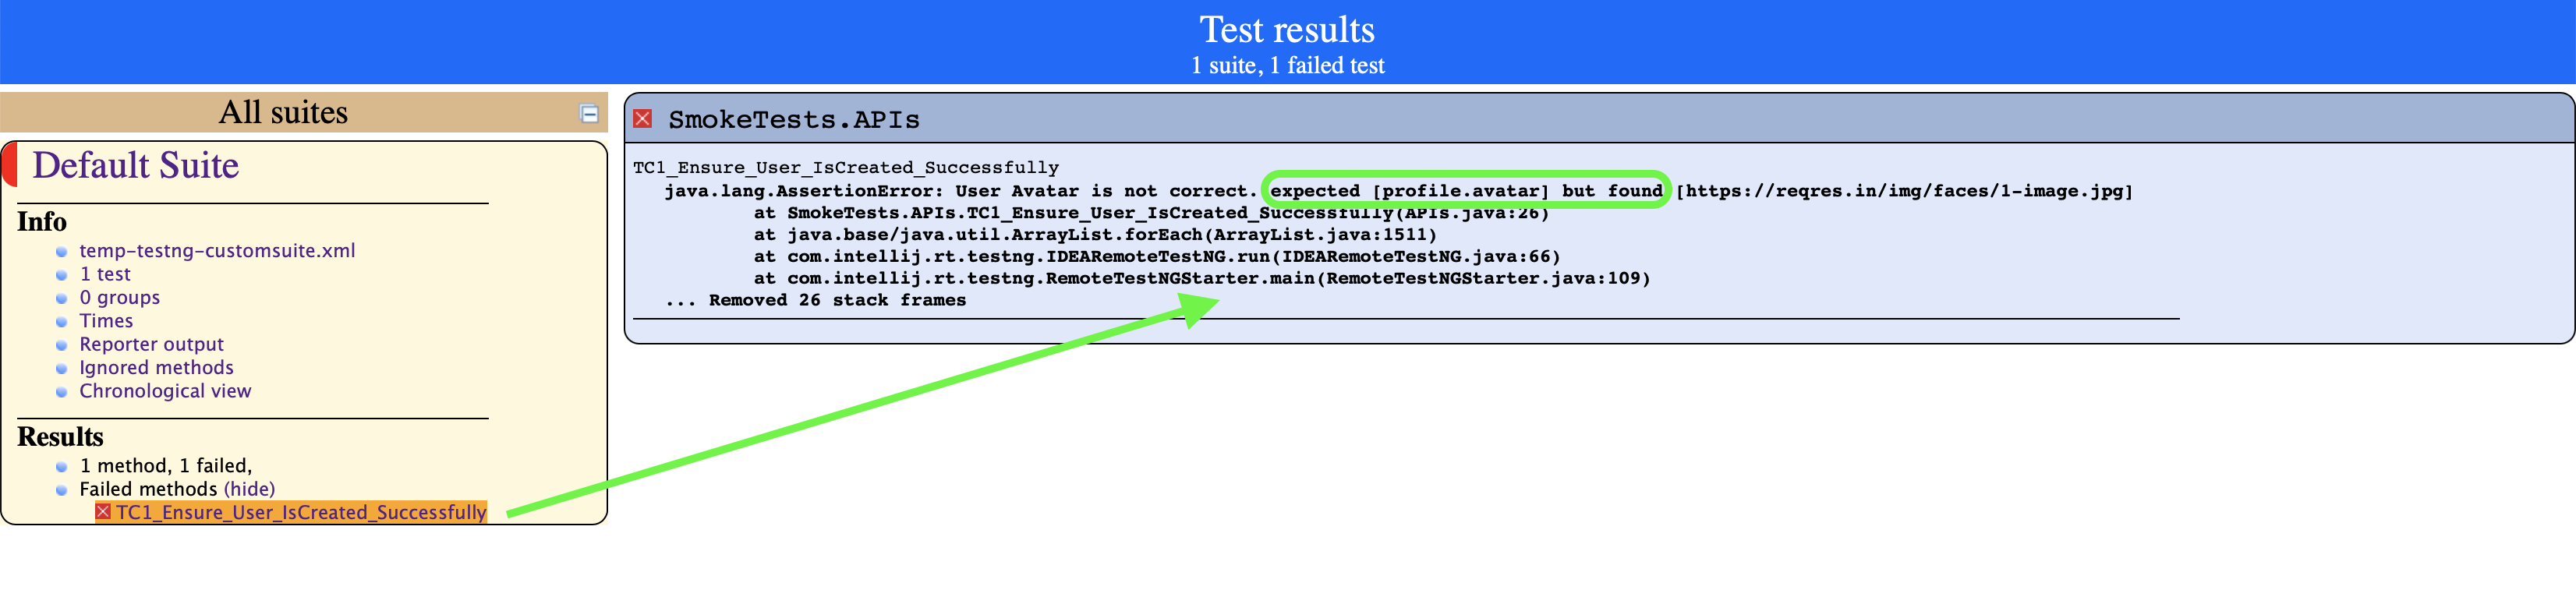 Test results
1 suite, 1 failed test
All suites
Default Suite
Info
temp-testng-customsuite.xml
1 test
0 groups
Times
Reporter output
Ignored methods
Chronological view
Results
1 method, 1 failed,
Failed methods (hide)
TC1_Ensure_User_IsCreated_Successfully
SmokeTests.APIs
TC1_Ensure_User_IsCreated_Successfully
java.lang.AssertionError: User Avatar is not correct. expected [profile.avatar] but found [https://reqres.in/img/faces/1-image.jpg]
at SmokeTests.APIs.TC1_Ensure_User_IsCreated_Successfully(APIs.java:26)
at java.base/java.util.ArrayList.forEach(ArrayList.java:1511)
at com.intellij.rt.testng.IDEARemoteTestNG.run(IDEARemoteTestNG.java:66)
at com.intellij.rt.testng.RemoteTestNGStarter.main(RemoteTestNGStarter.java:109)
... Removed 26 stack frames